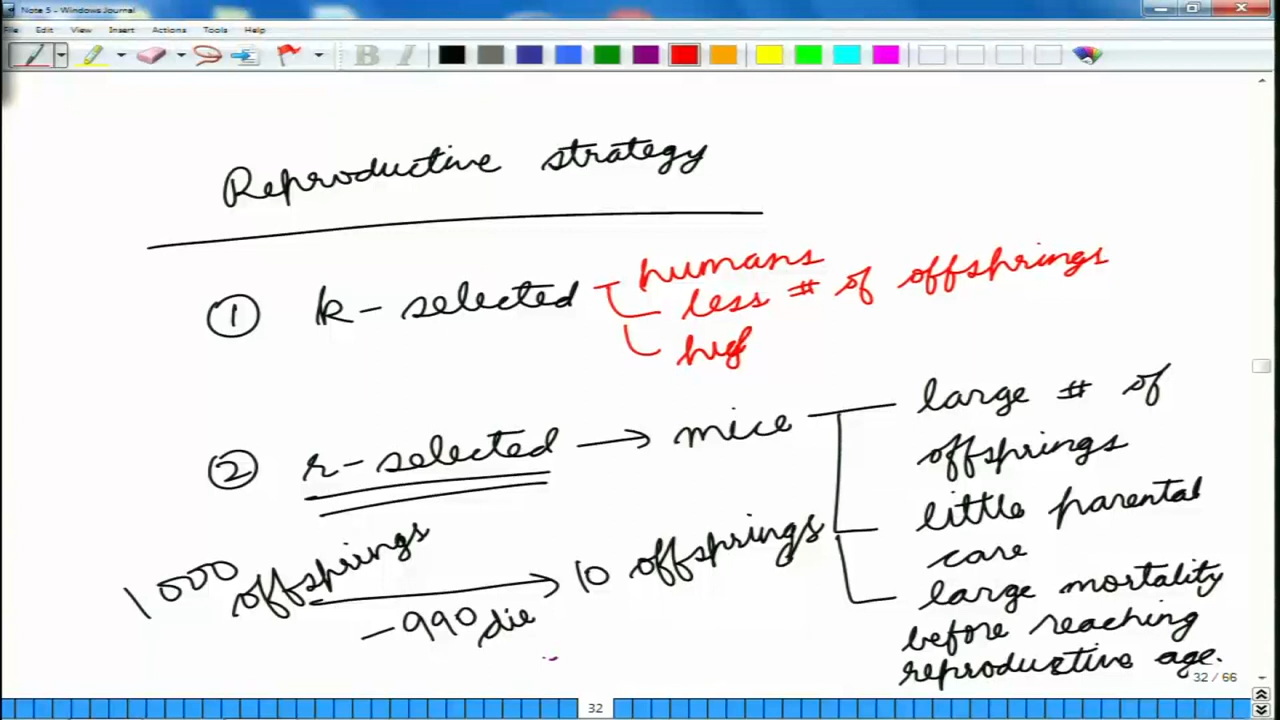 Note 5 - Windows Journal
File Edit View Insert Actions Tools Help
B I
Reproductive strategy
① k - selected
humans
less # of offsprings
hig
② r - selected → mice
large # of
offsprings
little parental
care
large mortality
before reaching
reproductive age.
1000 offsprings → 10 offsprings
- 990 die
32 / 66
32